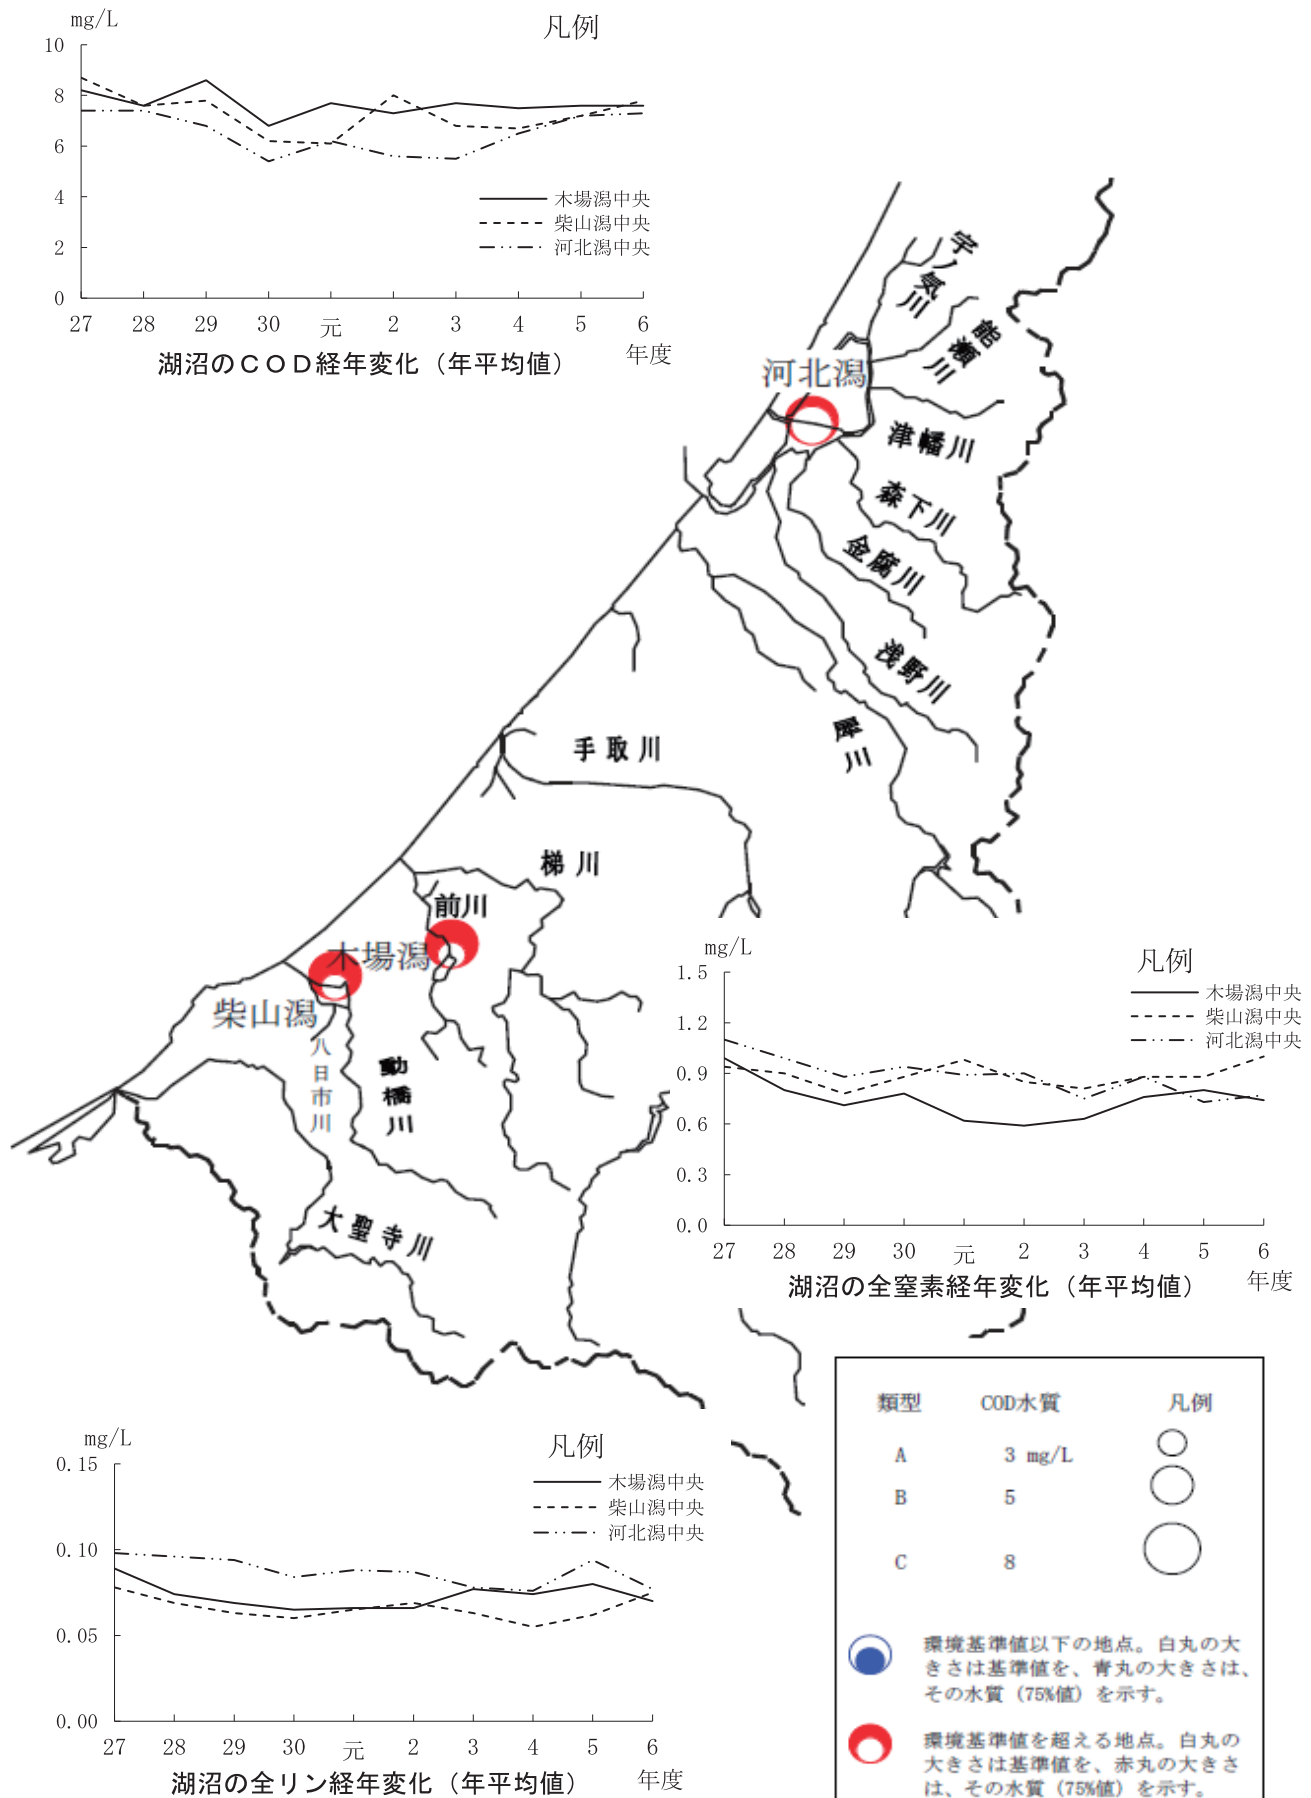 mg/L
凡例
10
8
6
4
2
0
木場潟中央
柴山潟中央
河北潟中央
27 28 29 30 元 2 3 4 5 6
年度
湖沼のＣＯＤ経年変化（年平均値）
宇ノ気川
能瀬川
河北潟
津幡川
森下川
金腐川
浅野川
犀川
手取川
梯川
前川
木場潟
柴山潟
八日市川
動橋川
大聖寺川
mg/L
凡例
1.5
1.2
0.9
0.6
0.3
0.0
木場潟中央
柴山潟中央
河北潟中央
27 28 29 30 元 2 3 4 5 6
年度
湖沼の全窒素経年変化（年平均値）
mg/L
凡例
0.15
0.10
0.05
0.00
木場潟中央
柴山潟中央
河北潟中央
27 28 29 30 元 2 3 4 5 6
年度
湖沼の全リン経年変化（年平均値）
類型 COD水質 凡例
A 3 mg/L
B 5
C 8
環境基準値以下の地点。白丸の大
きさは基準値を、青丸の大きさは、
その水質（75%値）を示す。
環境基準値を超える地点。白丸の
大きさは基準値を、赤丸の大きさ
は、その水質（75%値）を示す。